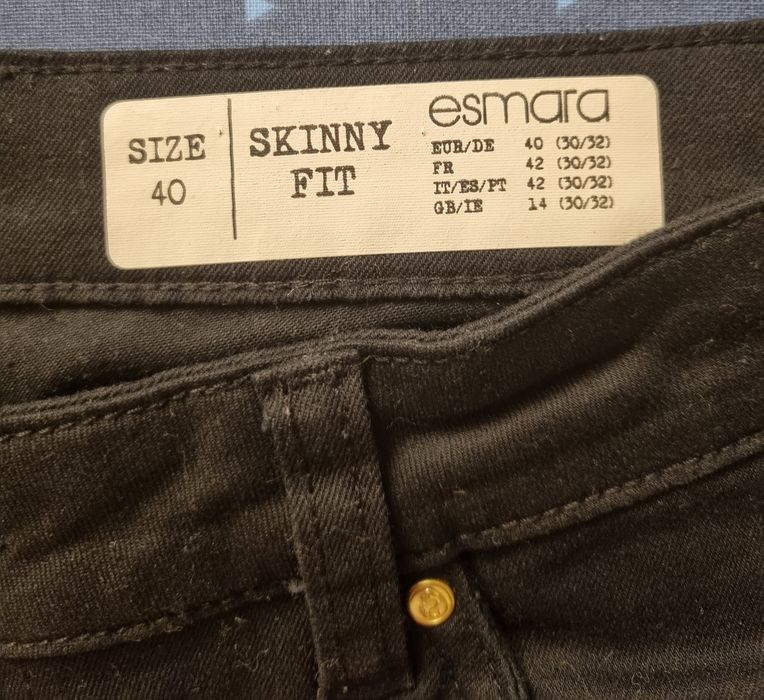 SIZE
40
SKINNY
FIT
esmara
EUR/DE 40 (30/32)
FR 42 (30/32)
IT/ES/PT 42 (30/32)
GB/IE 14 (30/32)